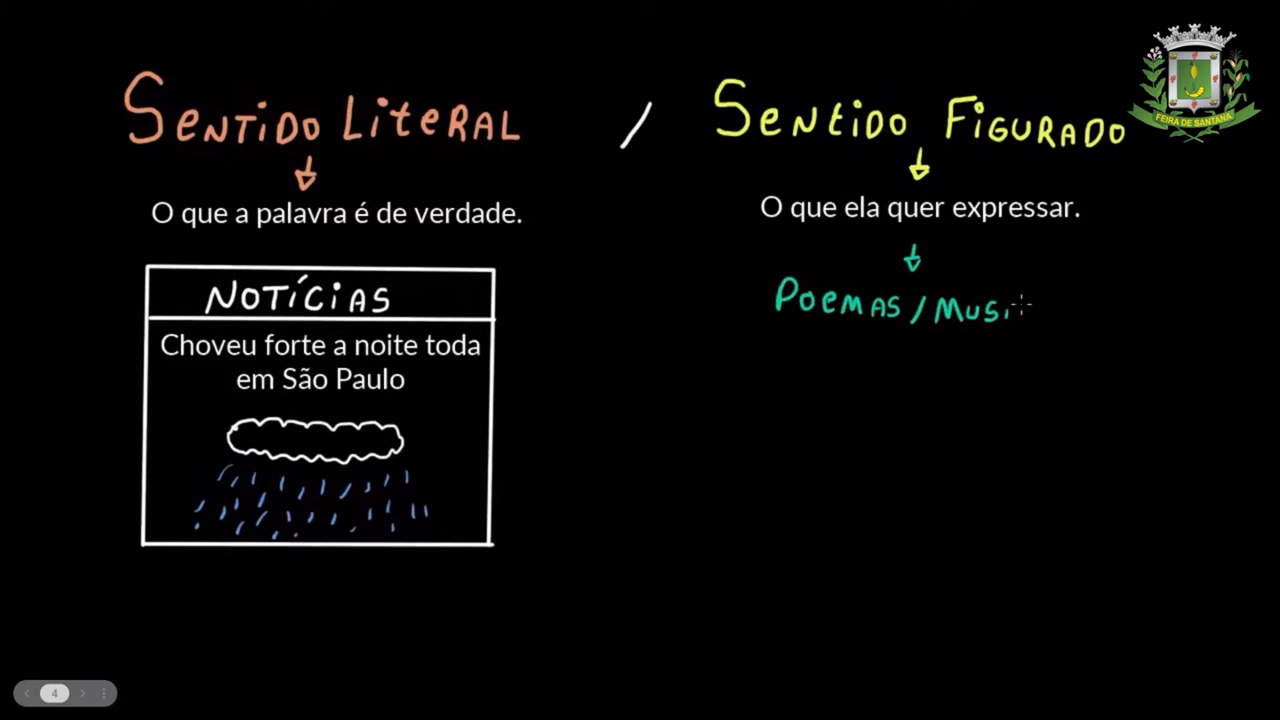 SENTIDO LITERAL / SENTIDO FIGURADO
O que a palavra é de verdade.
O que ela quer expressar.
NOTÍCIAS
Choveu forte a noite toda
em São Paulo
POEMAS / MUSI
FEIRA DE SANTANA
4